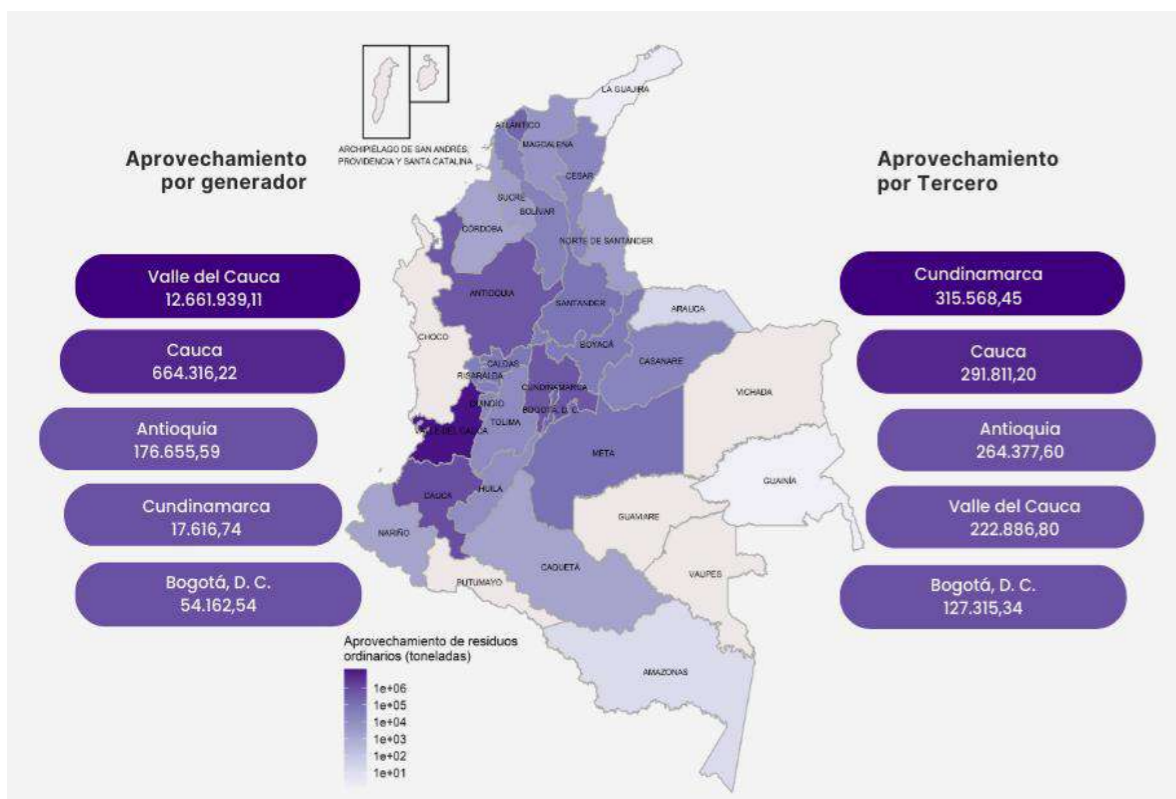 ARCHIPIÉLAGO DE SAN ANDRÉS,
PROVIDENCIA Y SANTA CATALINA
Aprovechamiento
por generador
Valle del Cauca
12.661.939,11
Cauca
664.316,22
Antioquia
176.655,59
Cundinamarca
17.616,74
Bogotá, D. C.
54.162,54
LA GUAJIRA
ATLÁNTICO
MAGDALENA
CESAR
SUCRE
BOLÍVAR
CÓRDOBA
NORTE DE SANTANDER
ANTIOQUIA
SANTANDER
ARAUCA
CHOCO
BOYACÁ
CASANARE
CALDAS
RISARALDA
CUNDINAMARCA
VICHADA
QUINDIO
BOGOTÁ, D. C.
TOLIMA
VALLE DEL CAUCA
META
GUAINÍA
CAUCA
HUILA
GUAVIARE
NARIÑO
CAQUETÁ
VAUPES
PUTUMAYO
AMAZONAS
Aprovechamiento de residuos
ordinarios (toneladas)
1e+06
1e+05
1e+04
1e+03
1e+02
1e+01
Aprovechamiento
por Tercero
Cundinamarca
315.568,45
Cauca
291.811,20
Antioquia
264.377,60
Valle del Cauca
222.886,80
Bogotá, D. C.
127.315,34